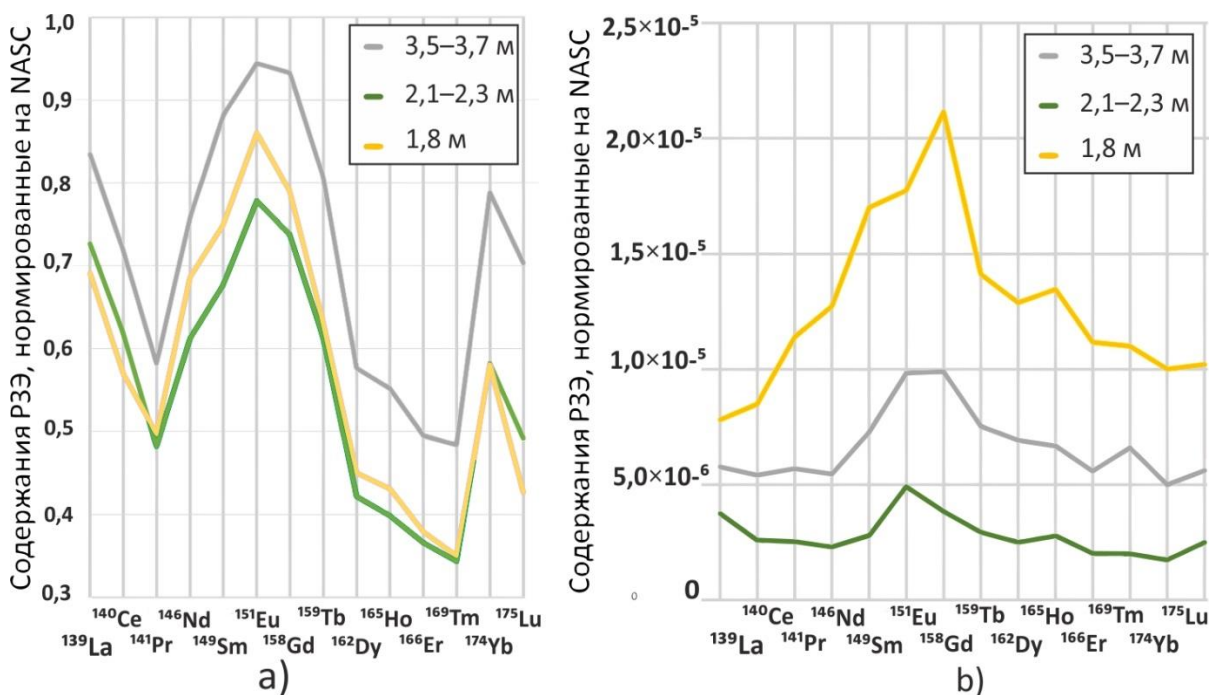 Содержания РЗЭ, нормированные на NASC
1,0
0,9
0,8
0,7
0,6
0,5
0,4
0,3
3,5–3,7 м
2,1–2,3 м
1,8 м
¹⁴⁰Ce ¹⁴⁶Nd ¹⁵¹Eu ¹⁵⁹Tb ¹⁶⁵Ho ¹⁶⁹Tm ¹⁷⁵Lu
¹³⁹La ¹⁴¹Pr ¹⁴⁹Sm ¹⁵⁸Gd ¹⁶²Dy ¹⁶⁶Er ¹⁷⁴Yb
a)
Содержания РЗЭ, нормированные на NASC
2,5×10⁻⁵
2,0×10⁻⁵
1,5×10⁻⁵
1,0×10⁻⁵
5,0×10⁻⁶
0
0
3,5–3,7 м
2,1–2,3 м
1,8 м
¹⁴⁰Ce ¹⁴⁶Nd ¹⁵¹Eu ¹⁵⁹Tb ¹⁶⁵Ho ¹⁶⁹Tm ¹⁷⁵Lu
¹³⁹La ¹⁴¹Pr ¹⁴⁹Sm ¹⁵⁸Gd ¹⁶²Dy ¹⁶⁶Er ¹⁷⁴Yb
b)